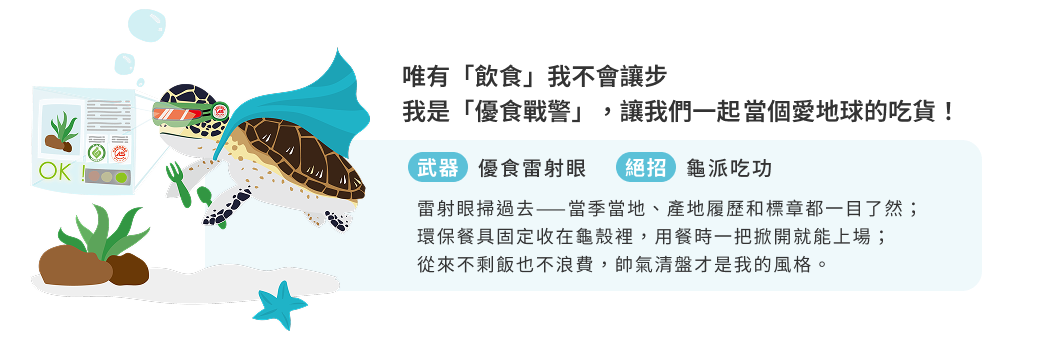 唯有「飲食」我不會讓步
我是「優食戰警」，讓我們一起當個愛地球的吃貨！
武器 優食雷射眼 絕招 龜派吃功
雷射眼掃過去——當季當地、產地履歷和標章都一目了然；
環保餐具固定收在龜殼裡，用餐時一把掀開就能上場；
從來不剩飯也不浪費，帥氣清盤才是我的風格。
OK！